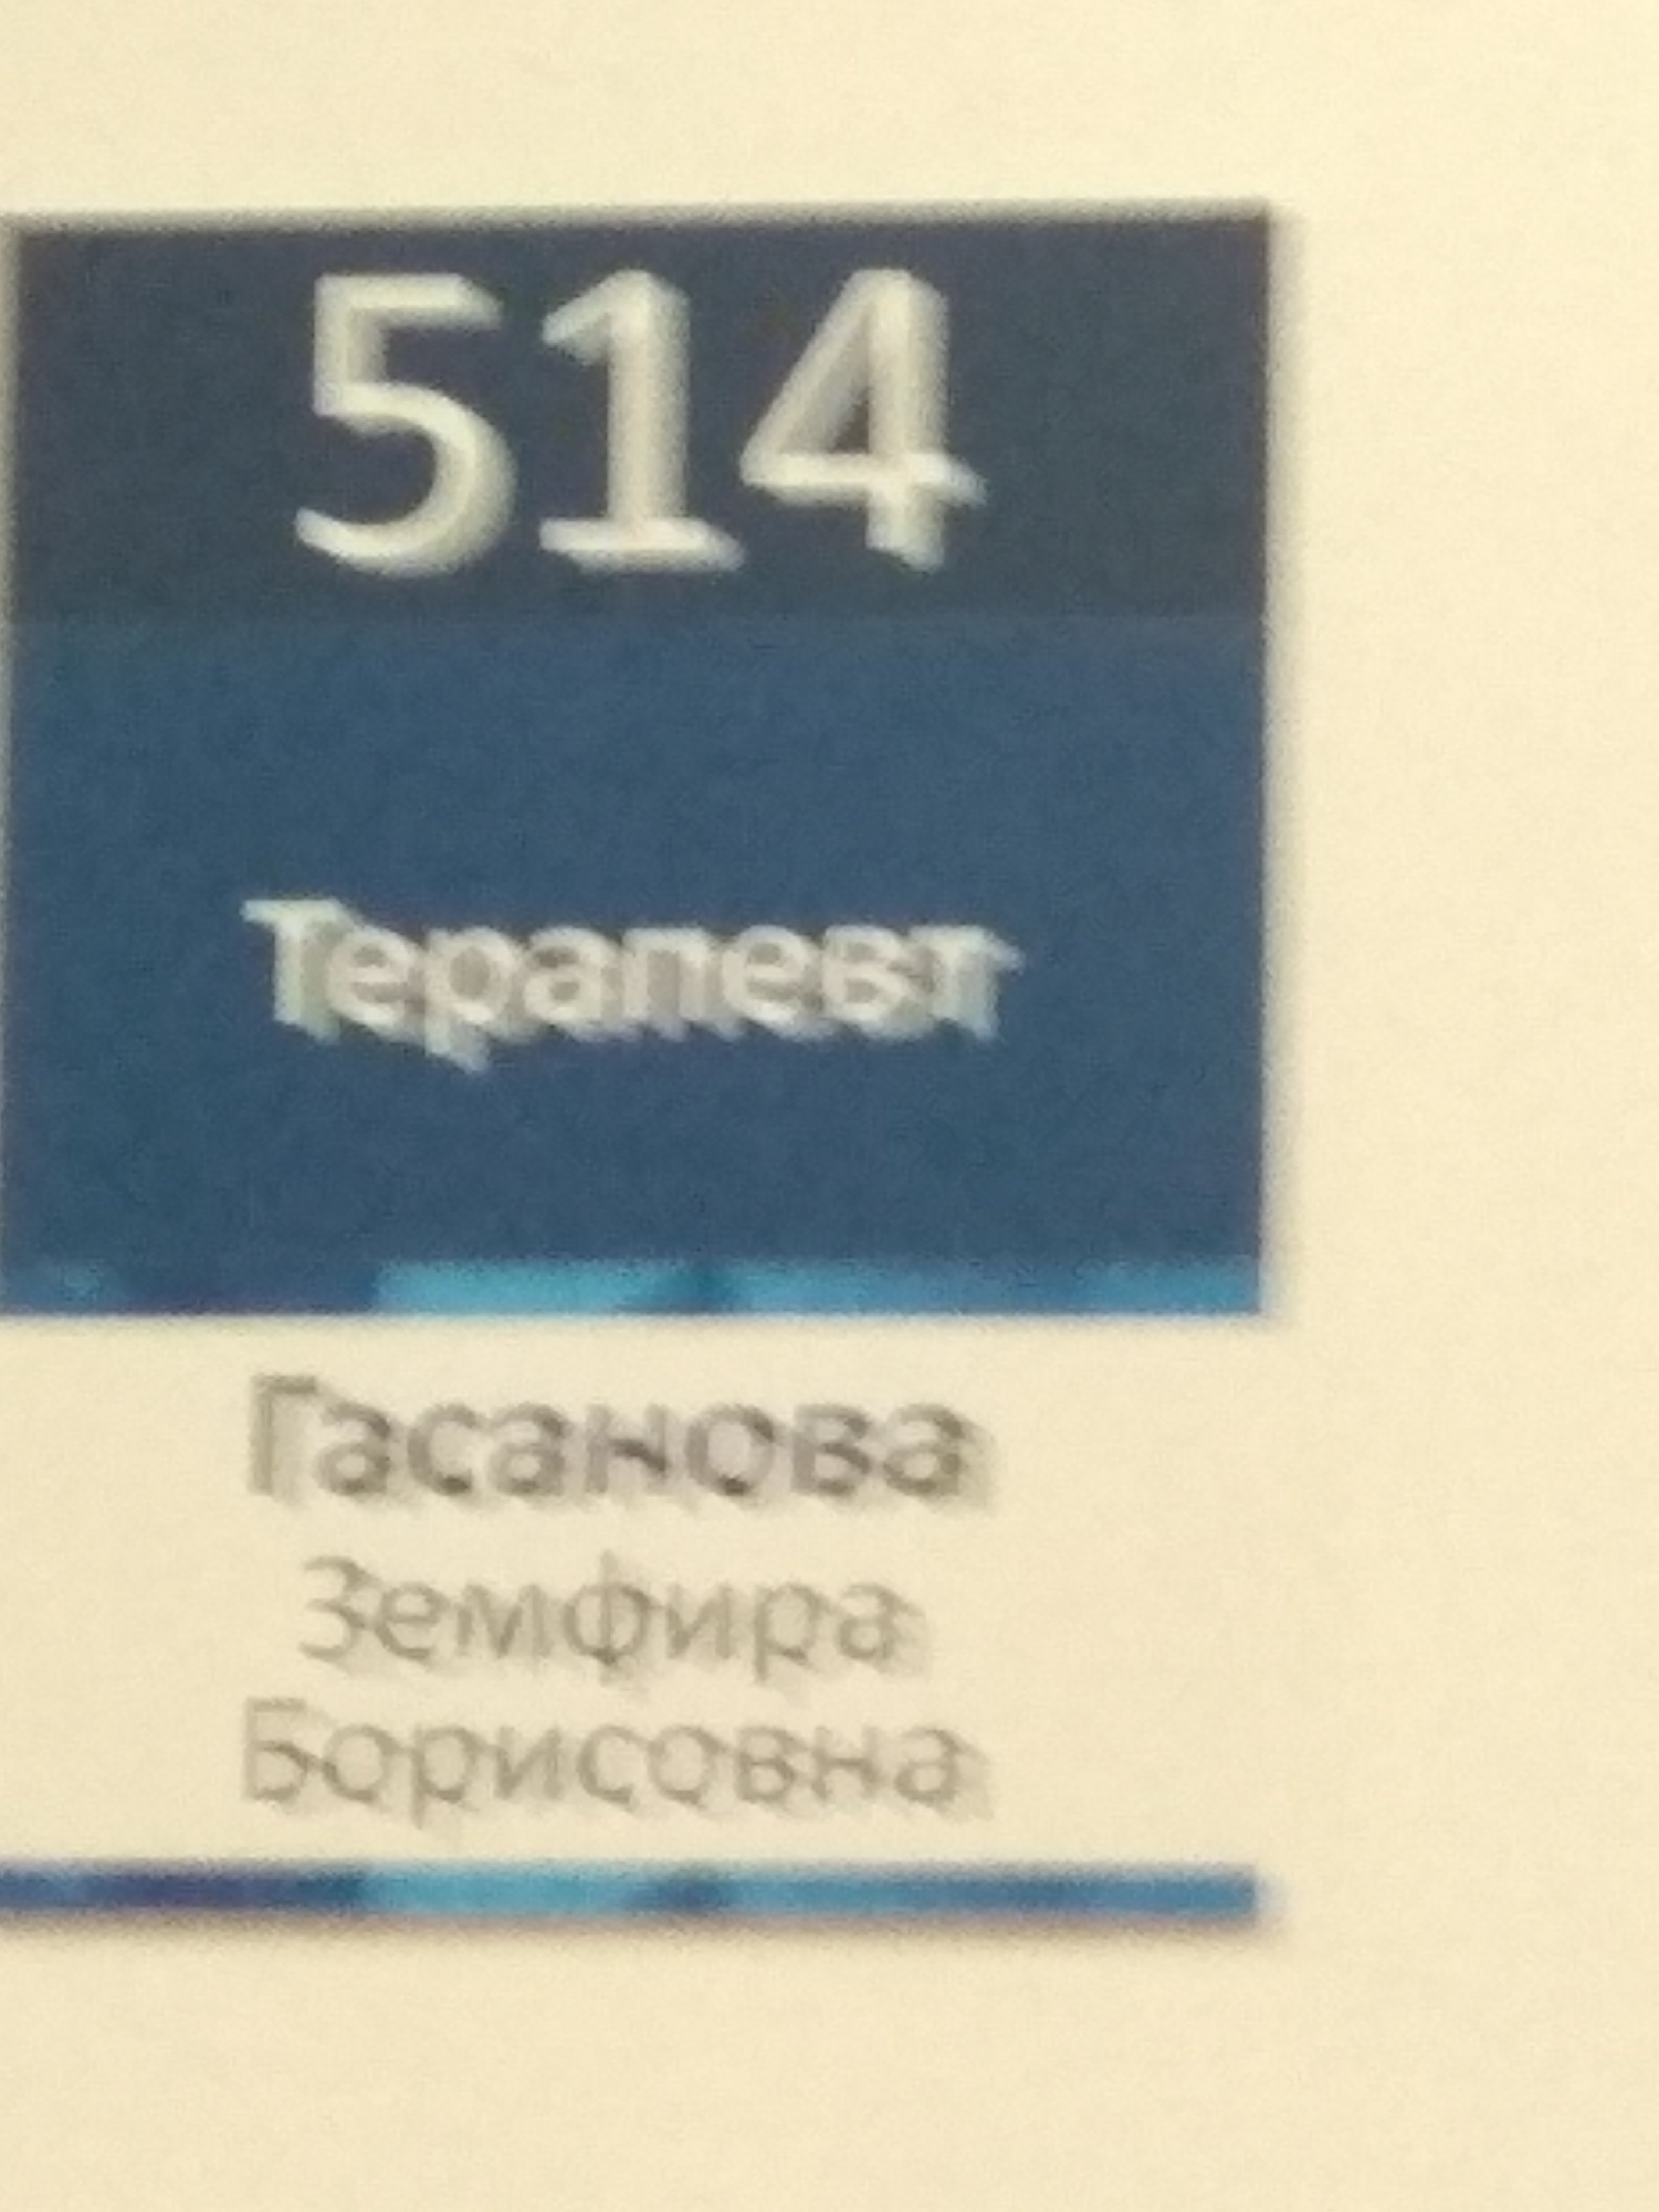 514
Терапевт
Гасанова
Земфира
Борисовна